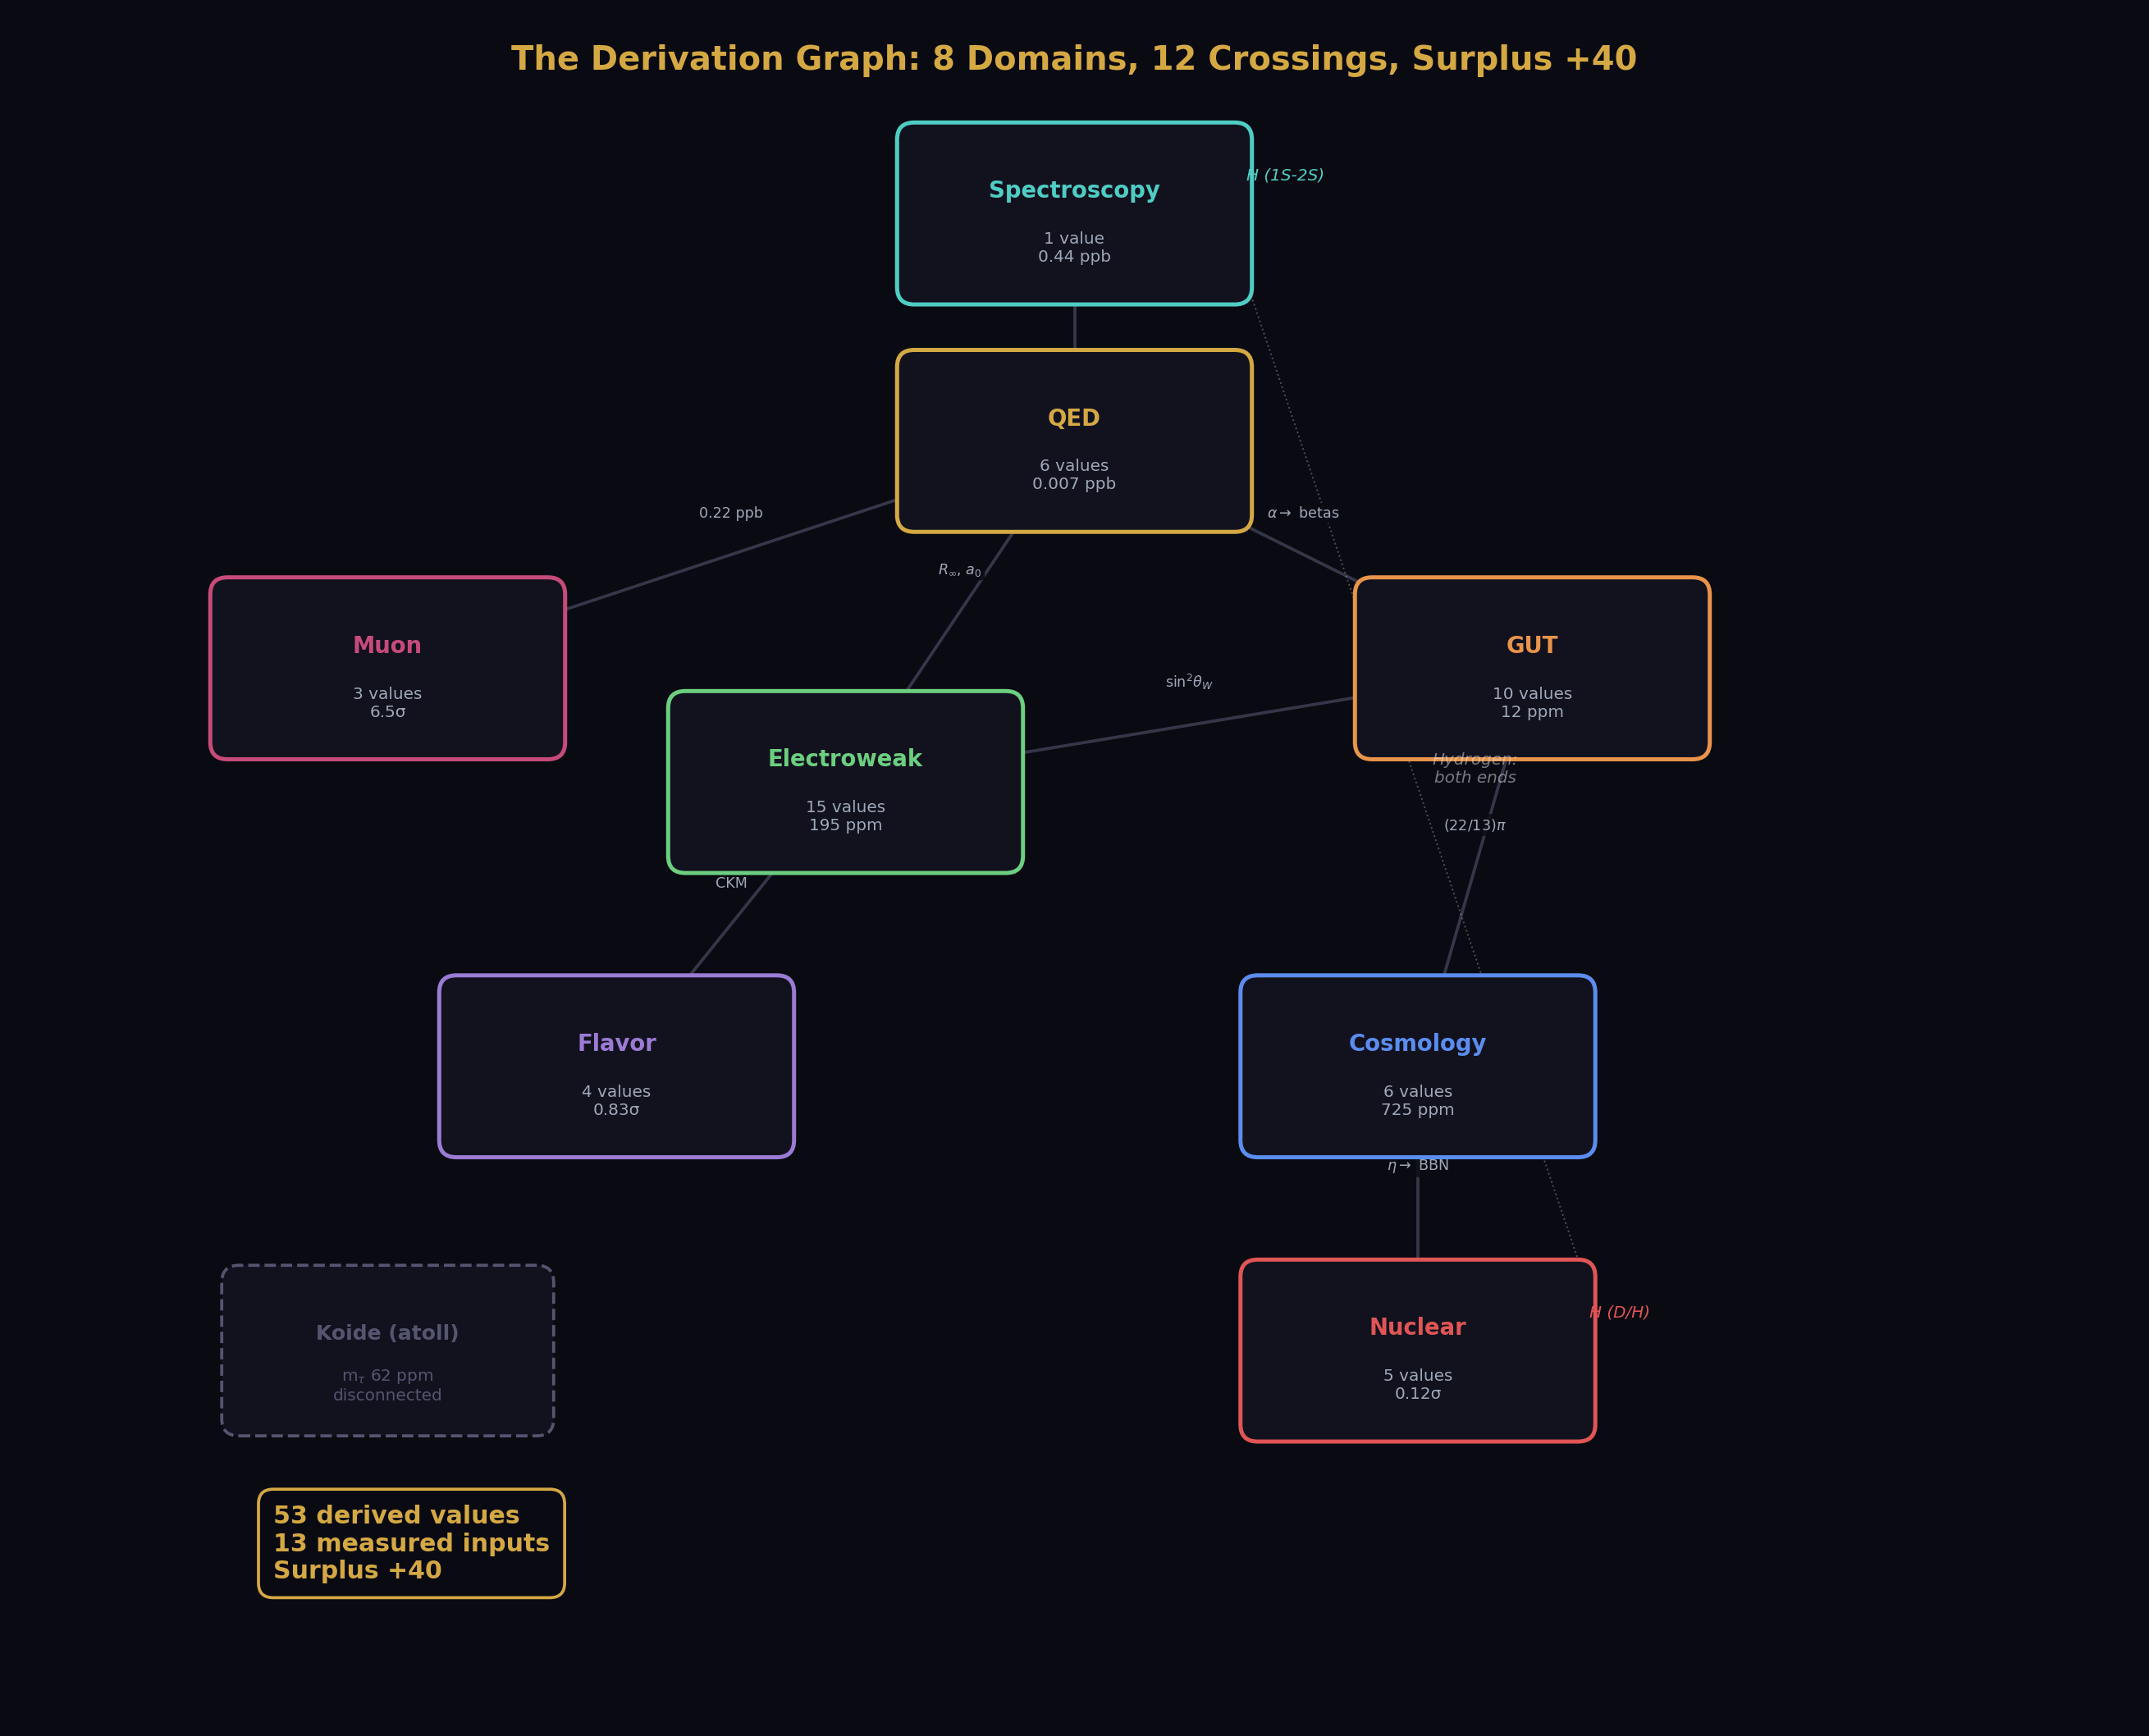 The Derivation Graph: 8 Domains, 12 Crossings, Surplus +40
Spectroscopy
1 value
0.44 ppb
H (1S-2S)
QED
6 values
0.007 ppb
0.22 ppb
α→ betas
R∞, a₀
Muon
3 values
6.5σ
GUT
10 values
12 ppm
sin²θ_W
Electroweak
15 values
195 ppm
Hydrogen:
both ends
(22/13)π
CKM
Flavor
4 values
0.83σ
Cosmology
6 values
725 ppm
η→ BBN
Koide (atoll)
m_τ 62 ppm
disconnected
Nuclear
5 values
0.12σ
H (D/H)
53 derived values
13 measured inputs
Surplus +40